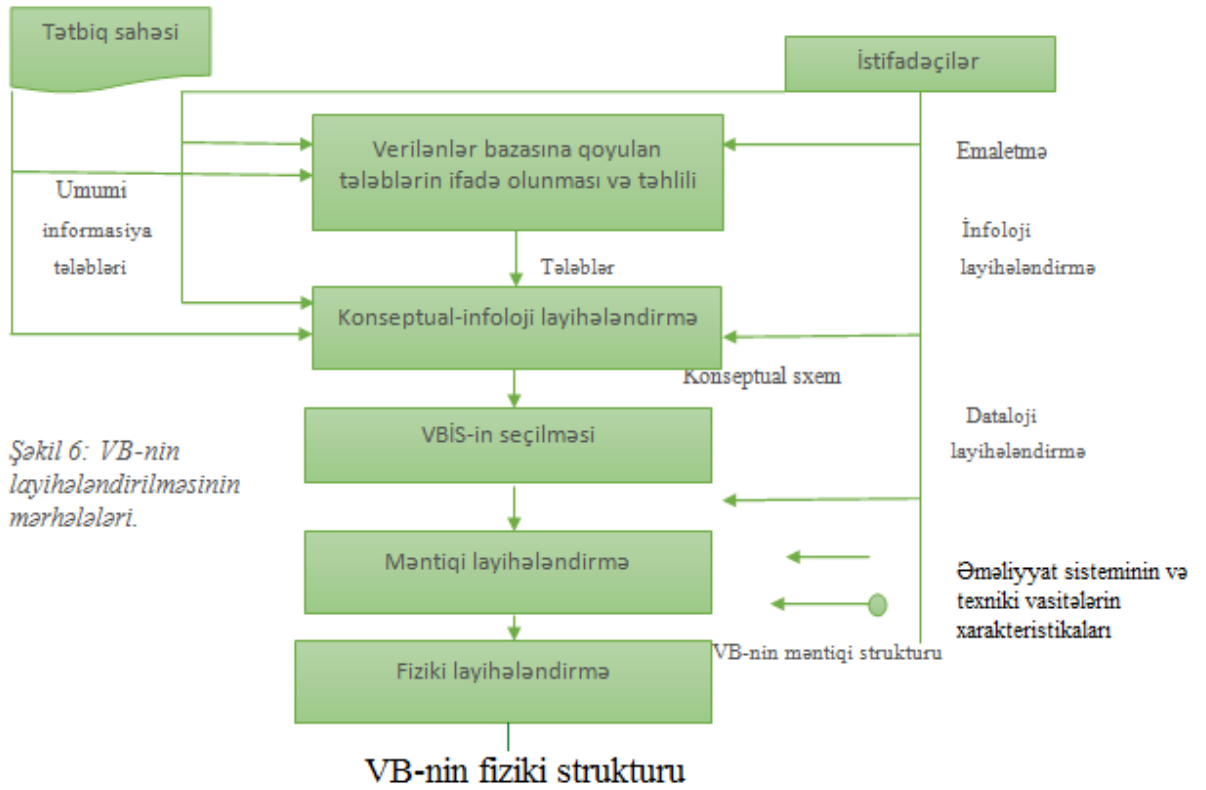 Tətbiq sahəsi
İstifadəçilər
Verilənlər bazasına qoyulan
tələblərin ifadə olunması və təhlili
Emaletmə
Umumi
informasiya
tələbləri
İnfoloji
layihələndirmə
Tələblər
Konseptual-infoloji layihələndirmə
Konseptual sxem
VBİS-in seçilməsi
Dataloji
layihələndirmə
Şəkil 6: VB-nin
layihələndirilməsinin
mərhələləri.
Məntiqi layihələndirmə
Əməliyyat sisteminin və
texniki vasitələrin
xarakteristikaları
VB-nin məntiqi strukturu
Fiziki layihələndirmə
VB-nin fiziki strukturu